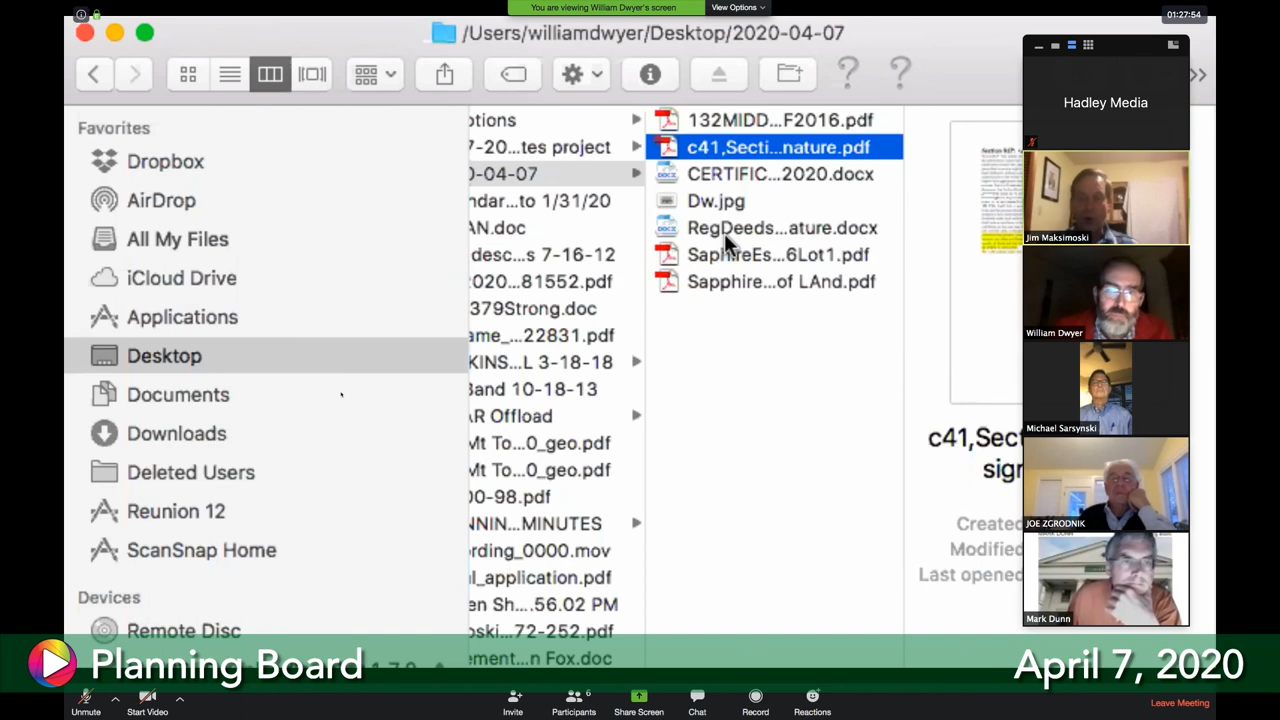 You are viewing William Dwyer's screen
View Options
01:27:54
/Users/williamdwyer/Desktop/2020-04-07
Favorites
Dropbox
AirDrop
All My Files
iCloud Drive
Applications
Desktop
Documents
Downloads
Deleted Users
Reunion 12
ScanSnap Home
Devices
Remote Disc
ptions
7-20...tes project
0-04-07
ndar...to 1/31/20
AN.doc
desc...s 7-16-12
2020...81552.pdf
379Strong.doc
ame_...22831.pdf
KINS...L 3-18-18
Band 10-18-13
AR Offload
Mt To...0_geo.pdf
Mt To...0_geo.pdf
00-98.pdf
NNIN...MINUTES
ording_0000.mov
al_application.pdf
en Sh....56.02 PM
oski...72-252.pdf
ement...n Fox.doc
132MIDD...F2016.pdf
c41,Secti...nature.pdf
CERTIFIC...2020.docx
Dw.jpg
RegDeeds...ature.docx
SaphireEs...6Lot1.pdf
Sapphire...of LAnd.pdf
c41,Sec
sign
Created
Modified
Last opened
Hadley Media
Jim Maksimoski
William Dwyer
Michael Sarsynski
JOE ZGRODNIK
MARK DUNN
Mark Dunn
Planning Board
April 7, 2020
Unmute
Start Video
Invite
Participants
6
Share Screen
Chat
Record
Reactions
Leave Meeting